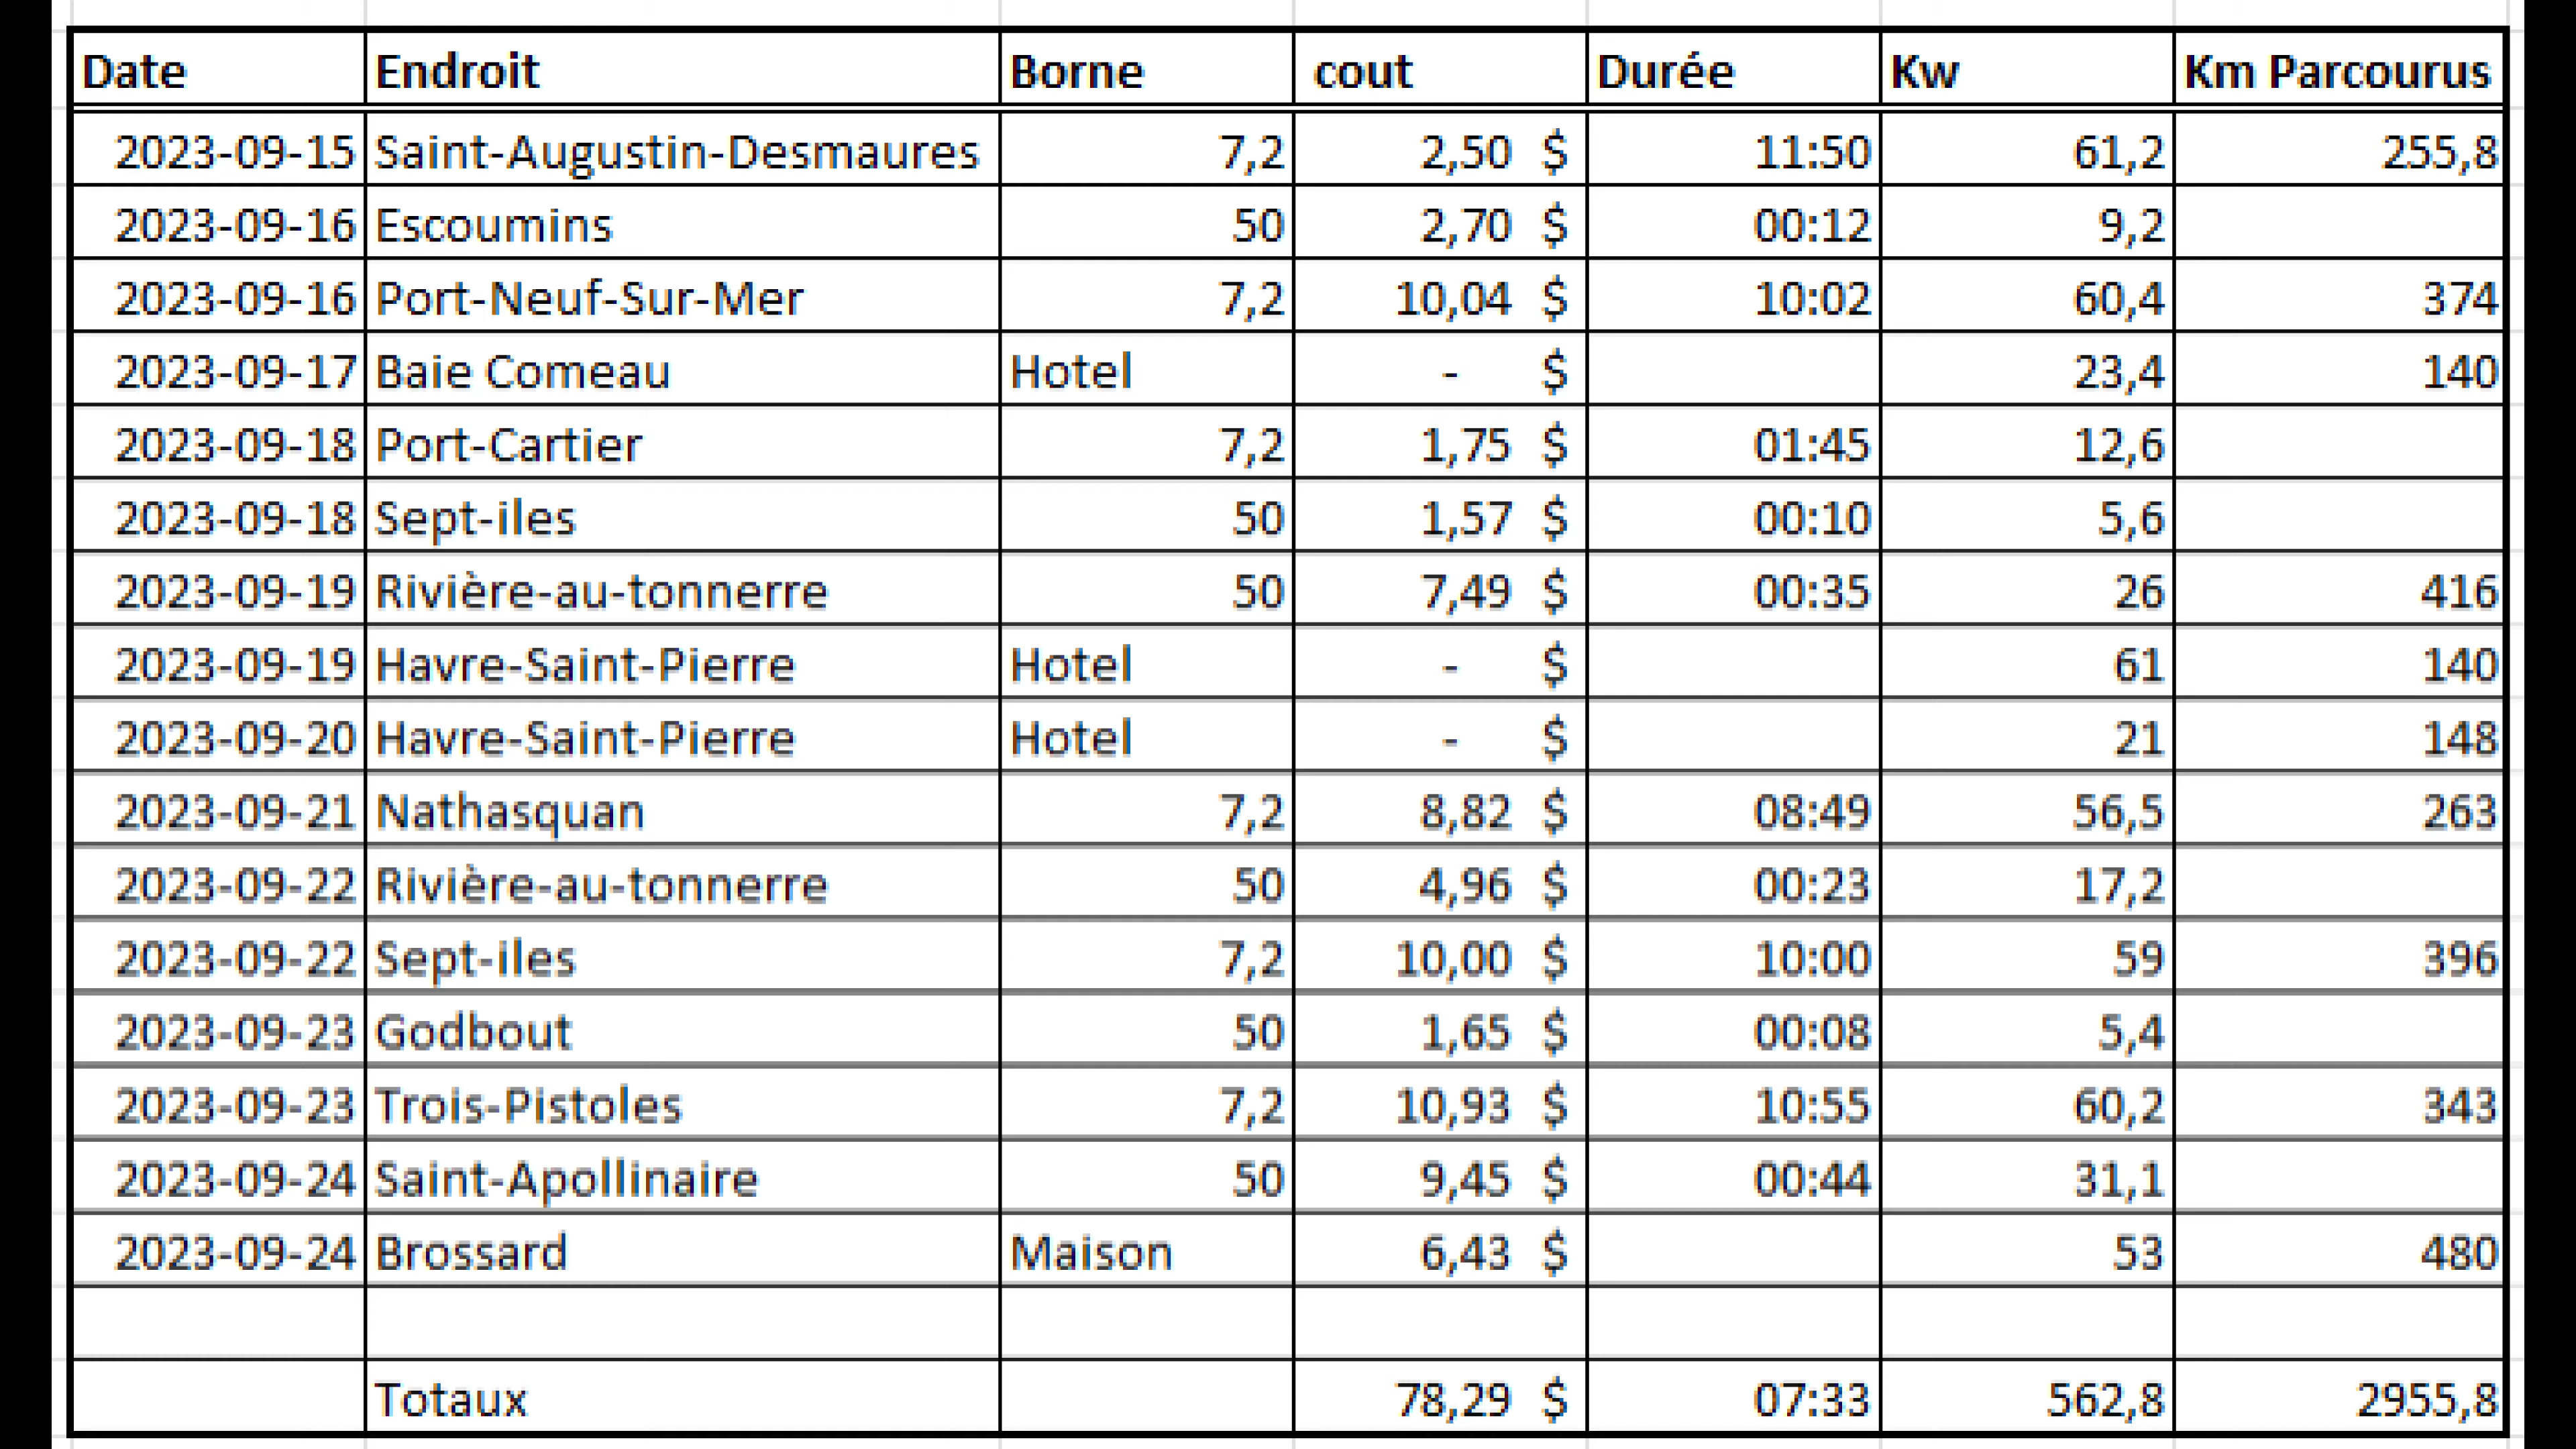 Date Endroit Borne cout Durée Kw Km Parcourus
2023-09-15 Saint-Augustin-Desmaures 7,2 2,50 $ 11:50 61,2 255,8
2023-09-16 Escoumins 50 2,70 $ 00:12 9,2
2023-09-16 Port-Neuf-Sur-Mer 7,2 10,04 $ 10:02 60,4 374
2023-09-17 Baie Comeau Hotel - $ 23,4 140
2023-09-18 Port-Cartier 7,2 1,75 $ 01:45 12,6
2023-09-18 Sept-iles 50 1,57 $ 00:10 5,6
2023-09-19 Rivière-au-tonnerre 50 7,49 $ 00:35 26 416
2023-09-19 Havre-Saint-Pierre Hotel - $ 61 140
2023-09-20 Havre-Saint-Pierre Hotel - $ 21 148
2023-09-21 Nathasquan 7,2 8,82 $ 08:49 56,5 263
2023-09-22 Rivière-au-tonnerre 50 4,96 $ 00:23 17,2
2023-09-22 Sept-iles 7,2 10,00 $ 10:00 59 396
2023-09-23 Godbout 50 1,65 $ 00:08 5,4
2023-09-23 Trois-Pistoles 7,2 10,93 $ 10:55 60,2 343
2023-09-24 Saint-Apollinaire 50 9,45 $ 00:44 31,1
2023-09-24 Brossard Maison 6,43 $ 53 480
Totaux 78,29 $ 07:33 562,8 2955,8